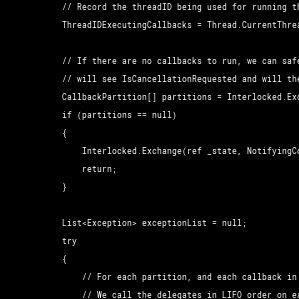 // Record the threadID being used for running th
ThreadIDExecutingCallbacks = Thread.CurrentThrea
// If there are no callbacks to run, we can safe
// will see IsCancellationRequested and will the
CallbackPartition[] partitions = Interlocked.Exc
if (partitions == null)
{
Interlocked.Exchange(ref _state, NotifyingCo
return;
}
List<Exception> exceptionList = null;
try
{
// For each partition, and each callback in
// We call the delegates in LIFO order on ea